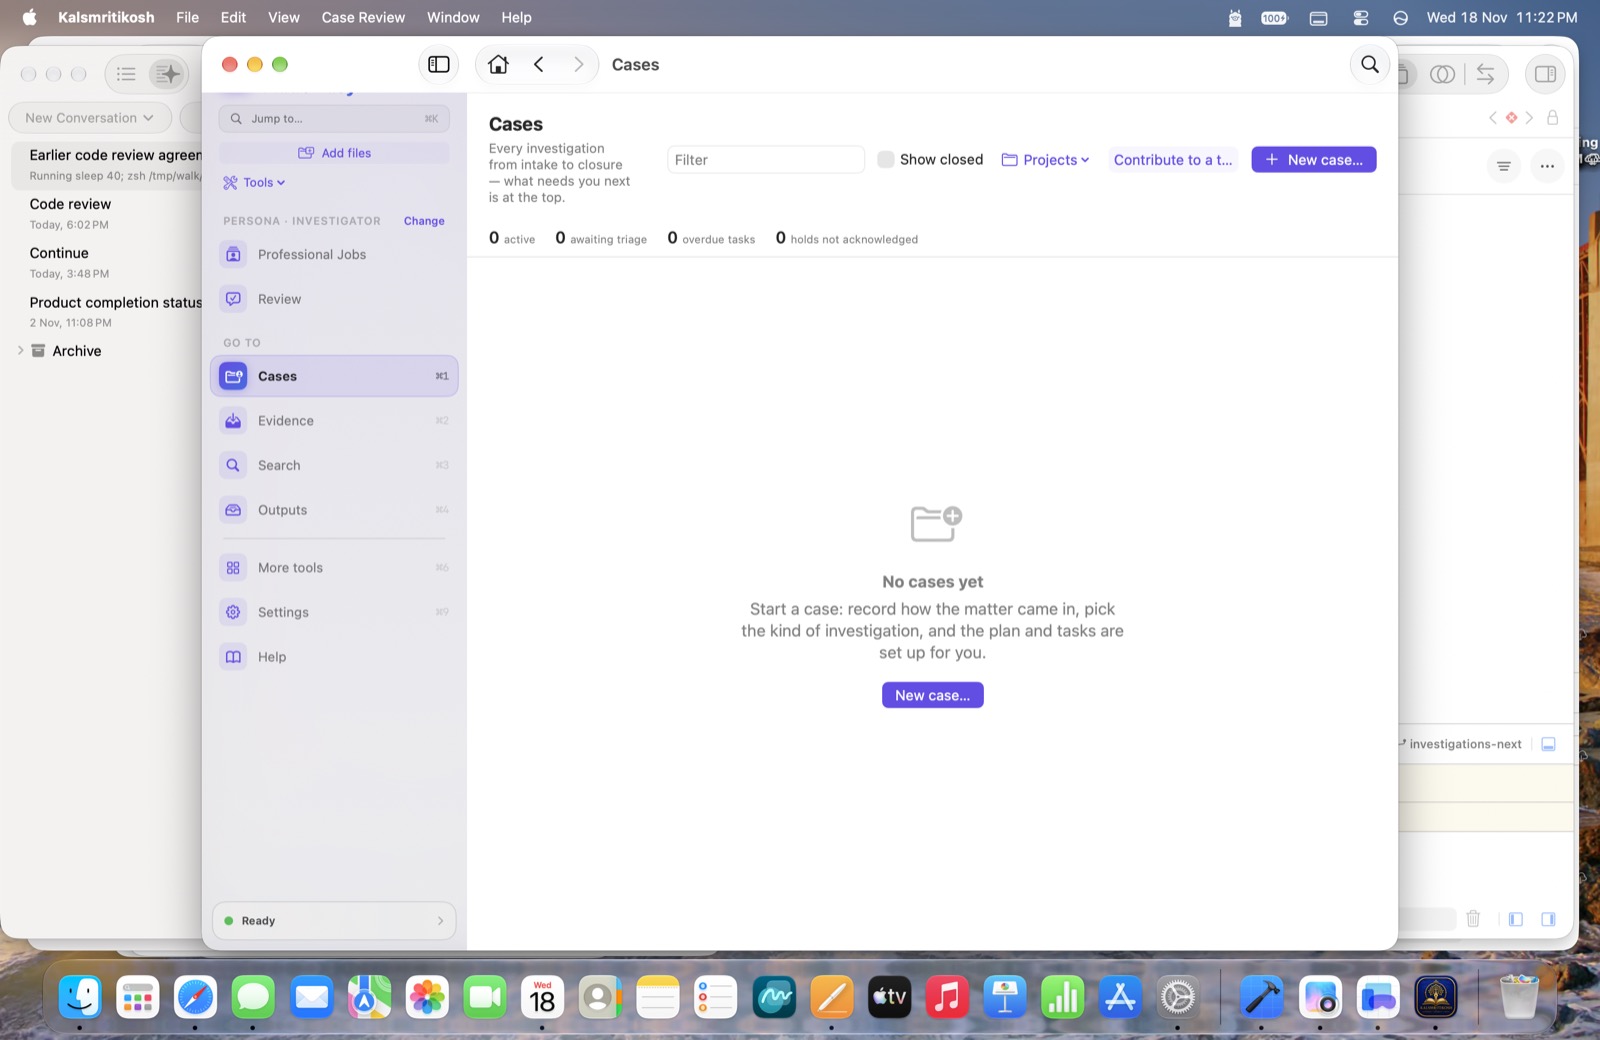 Kalsmritikosh File Edit View Case Review Window Help
100
Wed 18 Nov 11:22 PM
New Conversation
Earlier code review agreen
Running sleep 40; zsh /tmp/walk/
Code review
Today, 6:02 PM
Continue
Today, 3:48 PM
Product completion status
2 Nov, 11:08 PM
Archive
Jump to... ⌘K
Add files
Tools
PERSONA · INVESTIGATOR Change
Professional Jobs
Review
GO TO
Cases ⌘1
Evidence ⌘2
Search ⌘3
Outputs ⌘4
More tools ⌘6
Settings ⌘9
Help
Ready
Cases
Cases
Every investigation
from intake to closure
— what needs you next
is at the top.
Filter
Show closed
Projects
Contribute to a t...
+ New case...
0 active 0 awaiting triage 0 overdue tasks 0 holds not acknowledged
No cases yet
Start a case: record how the matter came in, pick
the kind of investigation, and the plan and tasks are
set up for you.
New case...
investigations-next
Wed
18
tv